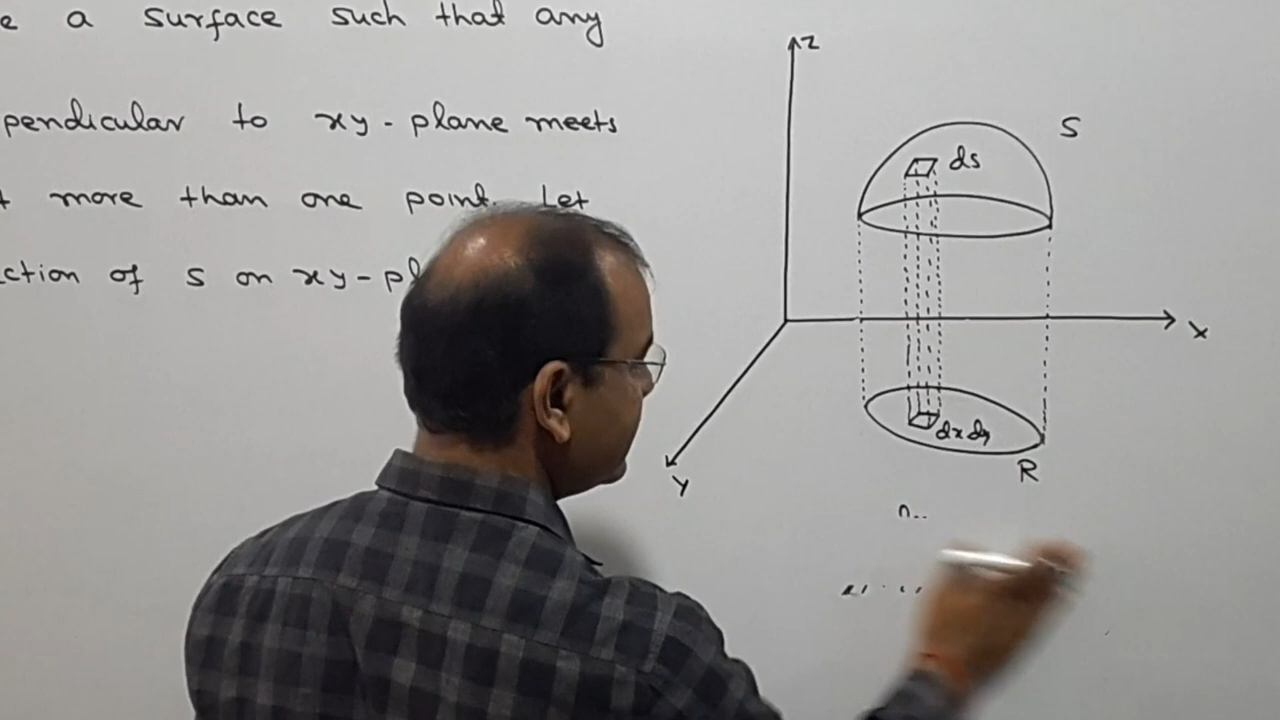 e a surface such that any
pendicular to xy-plane meets
t more than one point. Let
ction of S on xy-pl
Z
S
ds
X
dx dy
R
Y
n